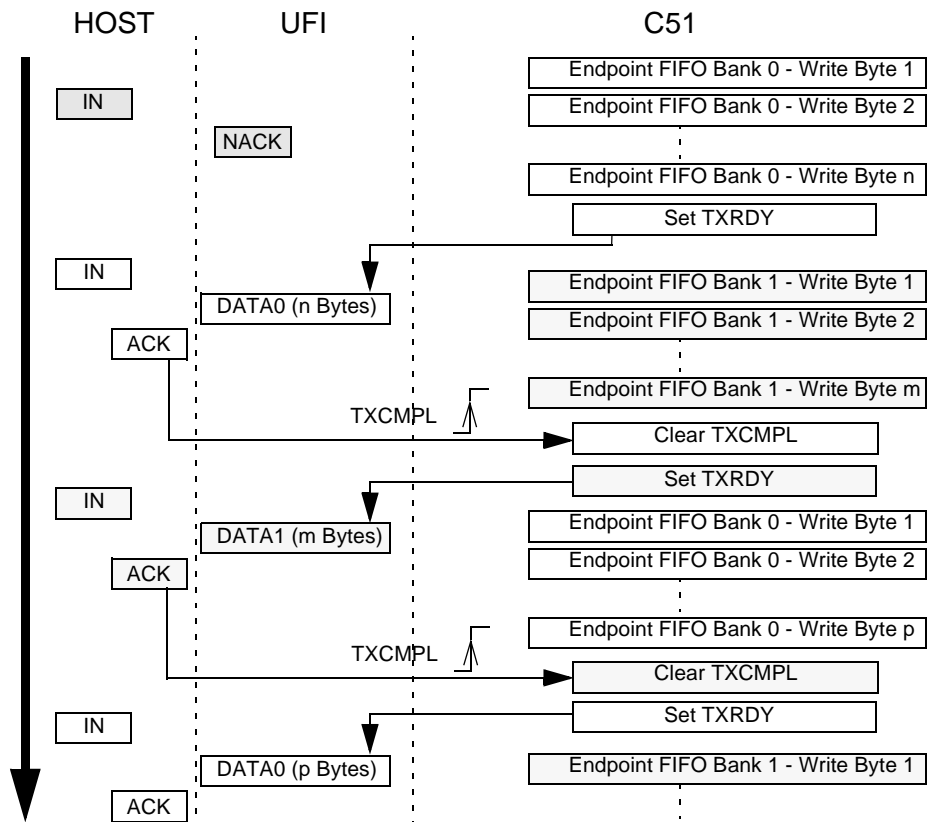 HOST UFI C51
Endpoint FIFO Bank 0 - Write Byte 1
IN
Endpoint FIFO Bank 0 - Write Byte 2
NACK
Endpoint FIFO Bank 0 - Write Byte n
Set TXRDY
IN
Endpoint FIFO Bank 1 - Write Byte 1
DATA0 (n Bytes)
Endpoint FIFO Bank 1 - Write Byte 2
ACK
Endpoint FIFO Bank 1 - Write Byte m
TXCMPL
Clear TXCMPL
Set TXRDY
IN
Endpoint FIFO Bank 0 - Write Byte 1
DATA1 (m Bytes)
Endpoint FIFO Bank 0 - Write Byte 2
ACK
Endpoint FIFO Bank 0 - Write Byte p
TXCMPL
Clear TXCMPL
Set TXRDY
IN
DATA0 (p Bytes)
Endpoint FIFO Bank 1 - Write Byte 1
ACK